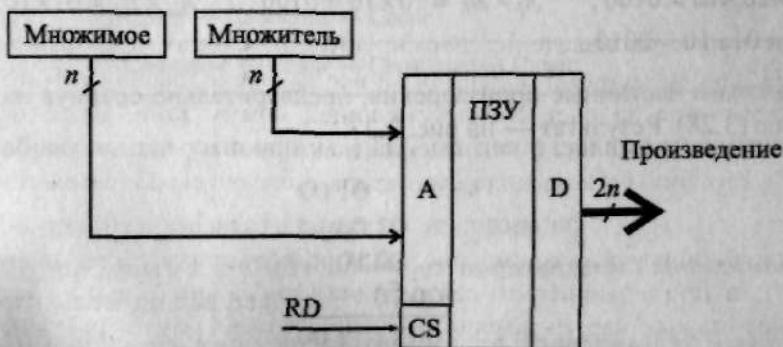 Множимое
Множитель
n
n
ПЗУ
Произведение
A
D
2n
RD
CS